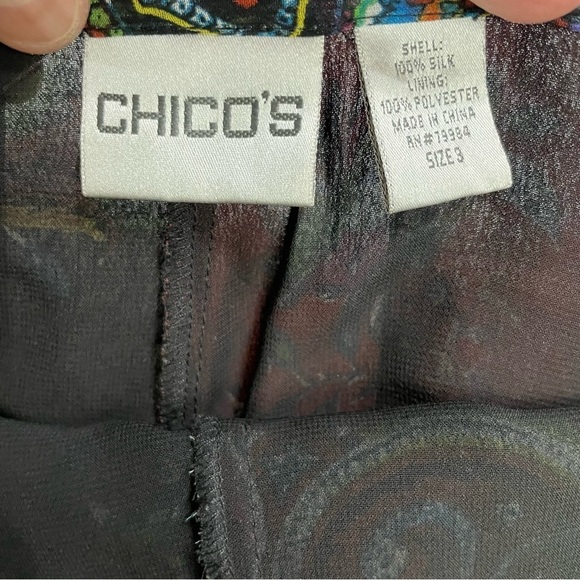 CHICO'S
SHELL:
100% SILK
LINING:
100% POLYESTER
MADE IN CHINA
RN#79984
SIZE 3